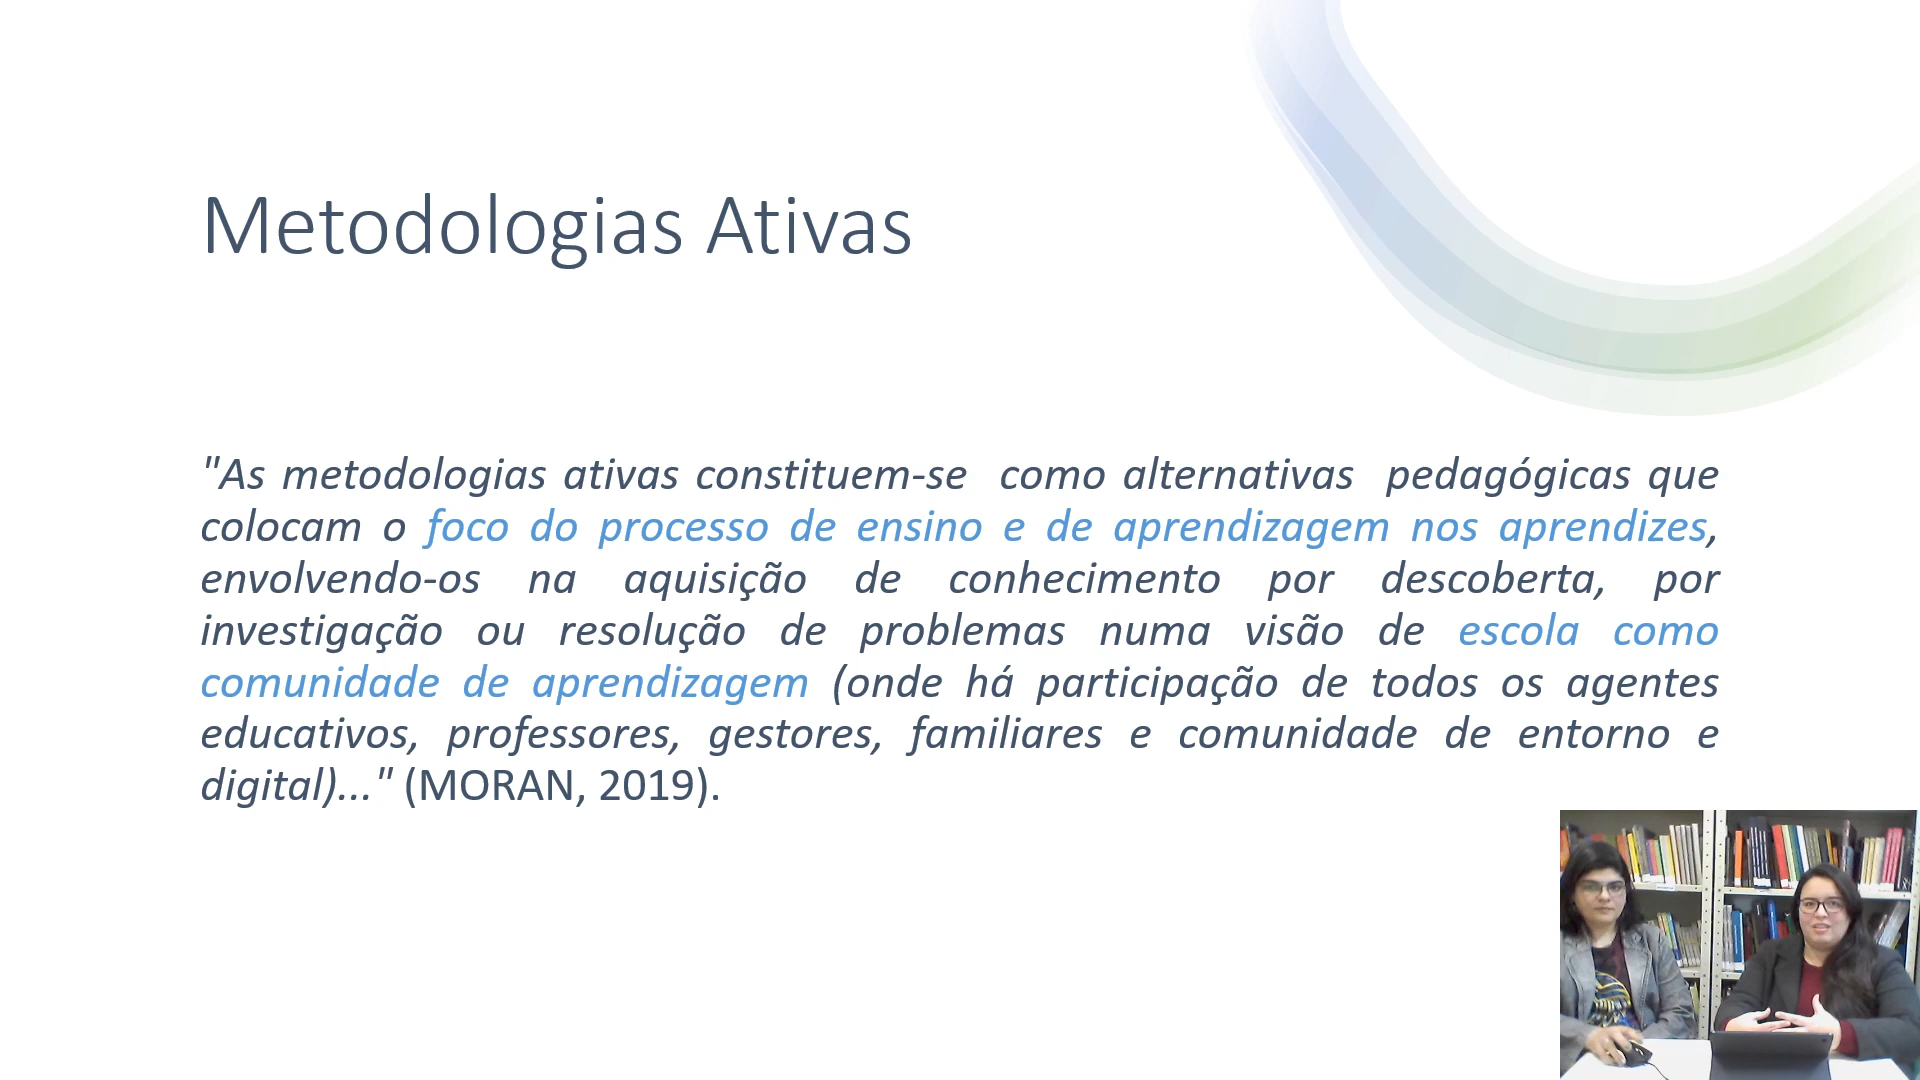 Metodologias Ativas
"As metodologias ativas constituem-se como alternativas pedagógicas que
colocam o foco do processo de ensino e de aprendizagem nos aprendizes,
envolvendo-os na aquisição de conhecimento por descoberta, por
investigação ou resolução de problemas numa visão de escola como
comunidade de aprendizagem (onde há participação de todos os agentes
educativos, professores, gestores, familiares e comunidade de entorno e
digital)..." (MORAN, 2019).